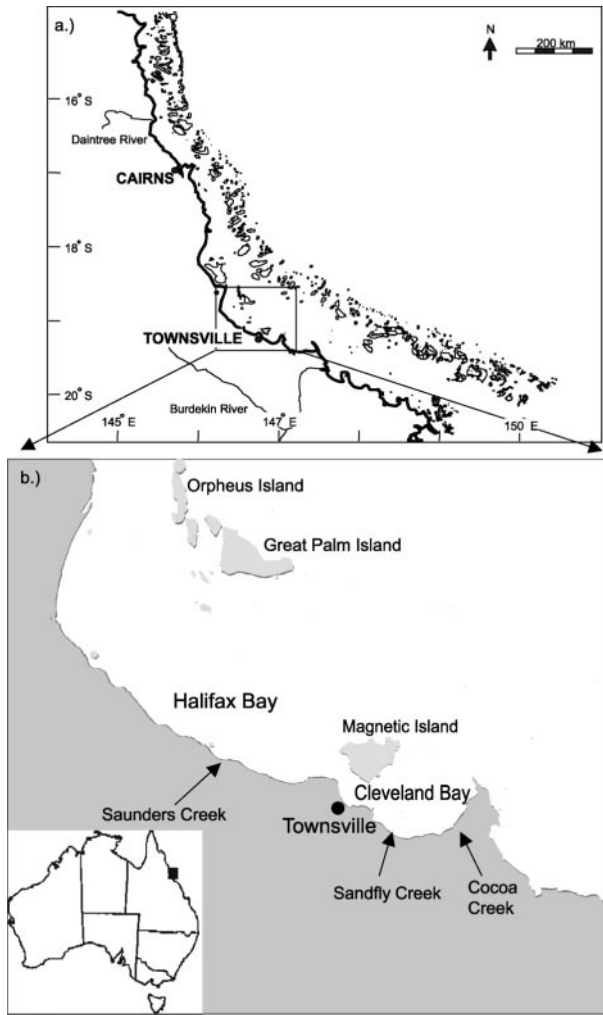 a.)
N
200 km
16° S
Daintree River
CAIRNS
18° S
TOWNSVILLE
20° S
Burdekin River
145° E
147° E
150° E
b.)
Orpheus Island
Great Palm Island
Halifax Bay
Magnetic Island
Cleveland Bay
Saunders Creek
Townsville
Sandfly Creek
Cocoa
Creek